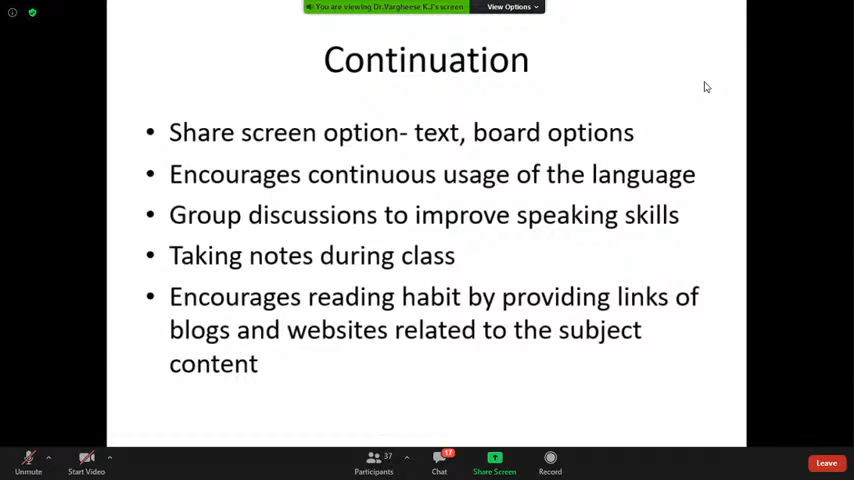 You are viewing Dr.Vargheese K.J's screen
View Options
Continuation
• Share screen option- text, board options
• Encourages continuous usage of the language
• Group discussions to improve speaking skills
• Taking notes during class
• Encourages reading habit by providing links of
blogs and websites related to the subject
content
Unmute
Start Video
Participants
37
Chat
17
Share Screen
Record
Leave